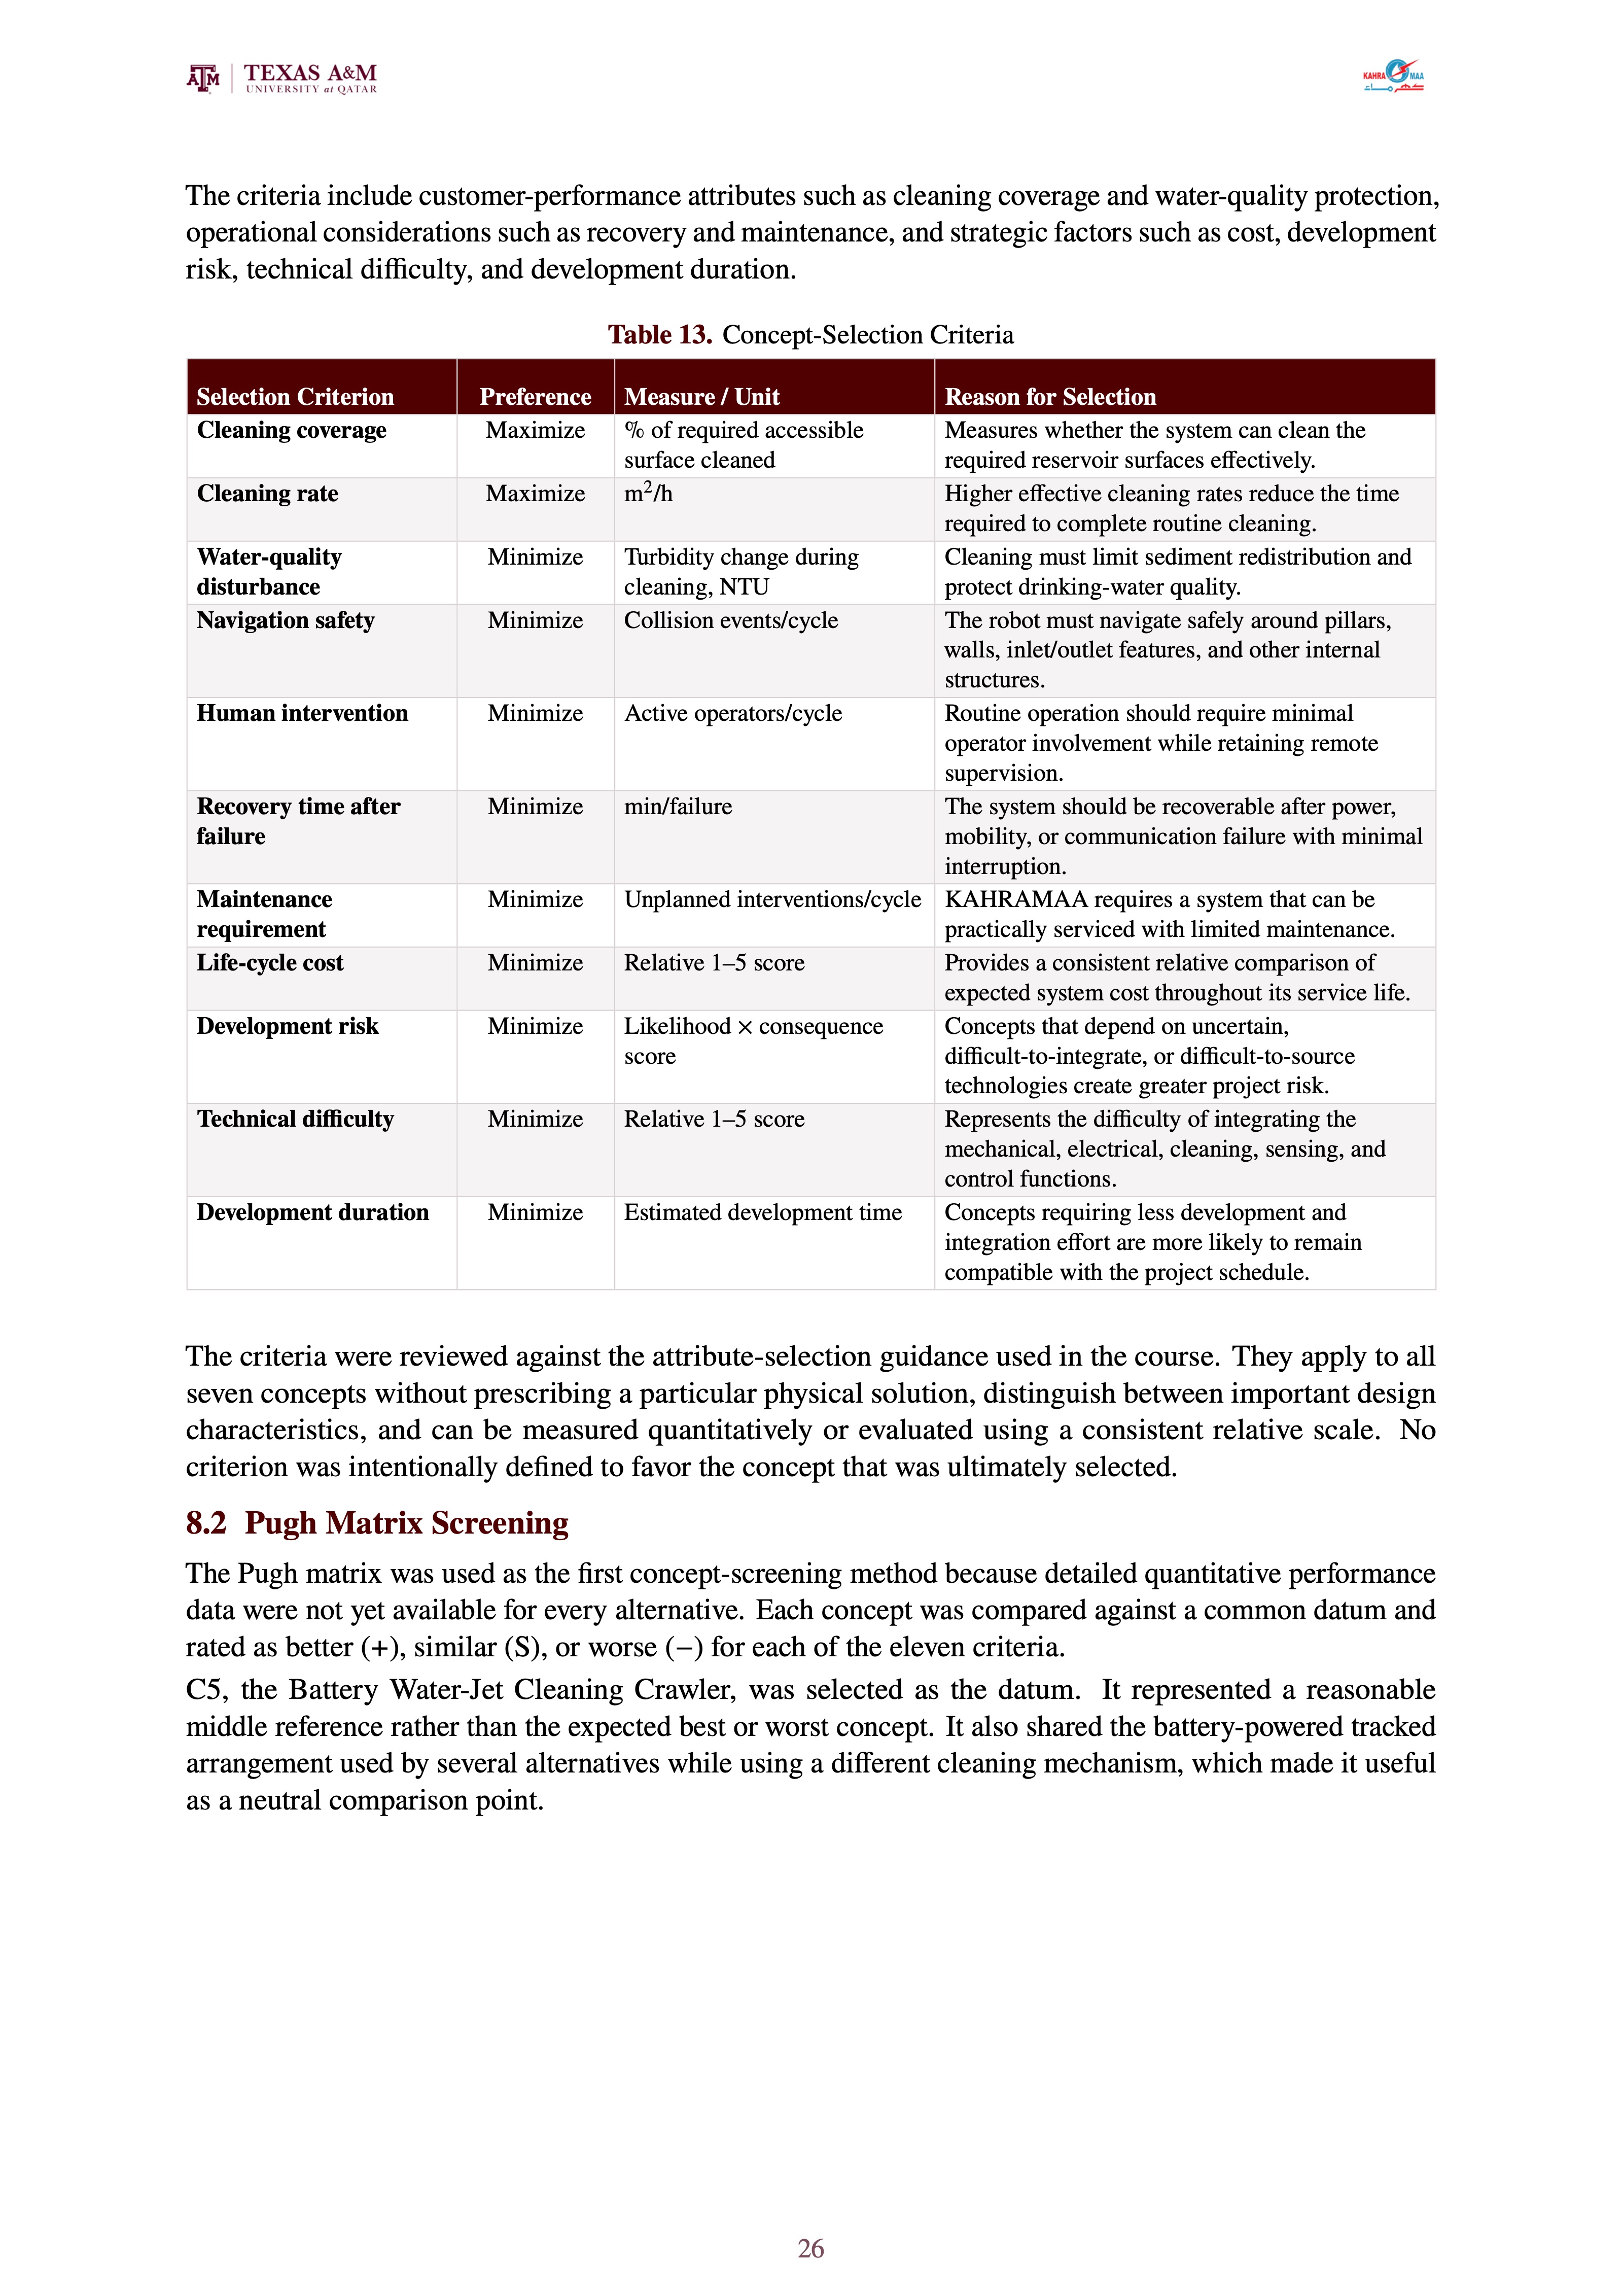 TEXAS A&M
UNIVERSITY at QATAR
KAHRA MAA
كهرماء
The criteria include customer-performance attributes such as cleaning coverage and water-quality protection,
operational considerations such as recovery and maintenance, and strategic factors such as cost, development
risk, technical difficulty, and development duration.
Table 13. Concept-Selection Criteria
Selection Criterion Preference Measure / Unit Reason for Selection
Cleaning coverage Maximize % of required accessible Measures whether the system can clean the
surface cleaned required reservoir surfaces effectively.
Cleaning rate Maximize m²/h Higher effective cleaning rates reduce the time
required to complete routine cleaning.
Water-quality Minimize Turbidity change during Cleaning must limit sediment redistribution and
disturbance cleaning, NTU protect drinking-water quality.
Navigation safety Minimize Collision events/cycle The robot must navigate safely around pillars,
walls, inlet/outlet features, and other internal
structures.
Human intervention Minimize Active operators/cycle Routine operation should require minimal
operator involvement while retaining remote
supervision.
Recovery time after Minimize min/failure The system should be recoverable after power,
failure mobility, or communication failure with minimal
interruption.
Maintenance Minimize Unplanned interventions/cycle KAHRAMAA requires a system that can be
requirement practically serviced with limited maintenance.
Life-cycle cost Minimize Relative 1–5 score Provides a consistent relative comparison of
expected system cost throughout its service life.
Development risk Minimize Likelihood × consequence Concepts that depend on uncertain,
score difficult-to-integrate, or difficult-to-source
technologies create greater project risk.
Technical difficulty Minimize Relative 1–5 score Represents the difficulty of integrating the
mechanical, electrical, cleaning, sensing, and
control functions.
Development duration Minimize Estimated development time Concepts requiring less development and
integration effort are more likely to remain
compatible with the project schedule.
The criteria were reviewed against the attribute-selection guidance used in the course. They apply to all
seven concepts without prescribing a particular physical solution, distinguish between important design
characteristics, and can be measured quantitatively or evaluated using a consistent relative scale. No
criterion was intentionally defined to favor the concept that was ultimately selected.
8.2 Pugh Matrix Screening
The Pugh matrix was used as the first concept-screening method because detailed quantitative performance
data were not yet available for every alternative. Each concept was compared against a common datum and
rated as better (+), similar (S), or worse (−) for each of the eleven criteria.
C5, the Battery Water-Jet Cleaning Crawler, was selected as the datum. It represented a reasonable
middle reference rather than the expected best or worst concept. It also shared the battery-powered tracked
arrangement used by several alternatives while using a different cleaning mechanism, which made it useful
as a neutral comparison point.
26